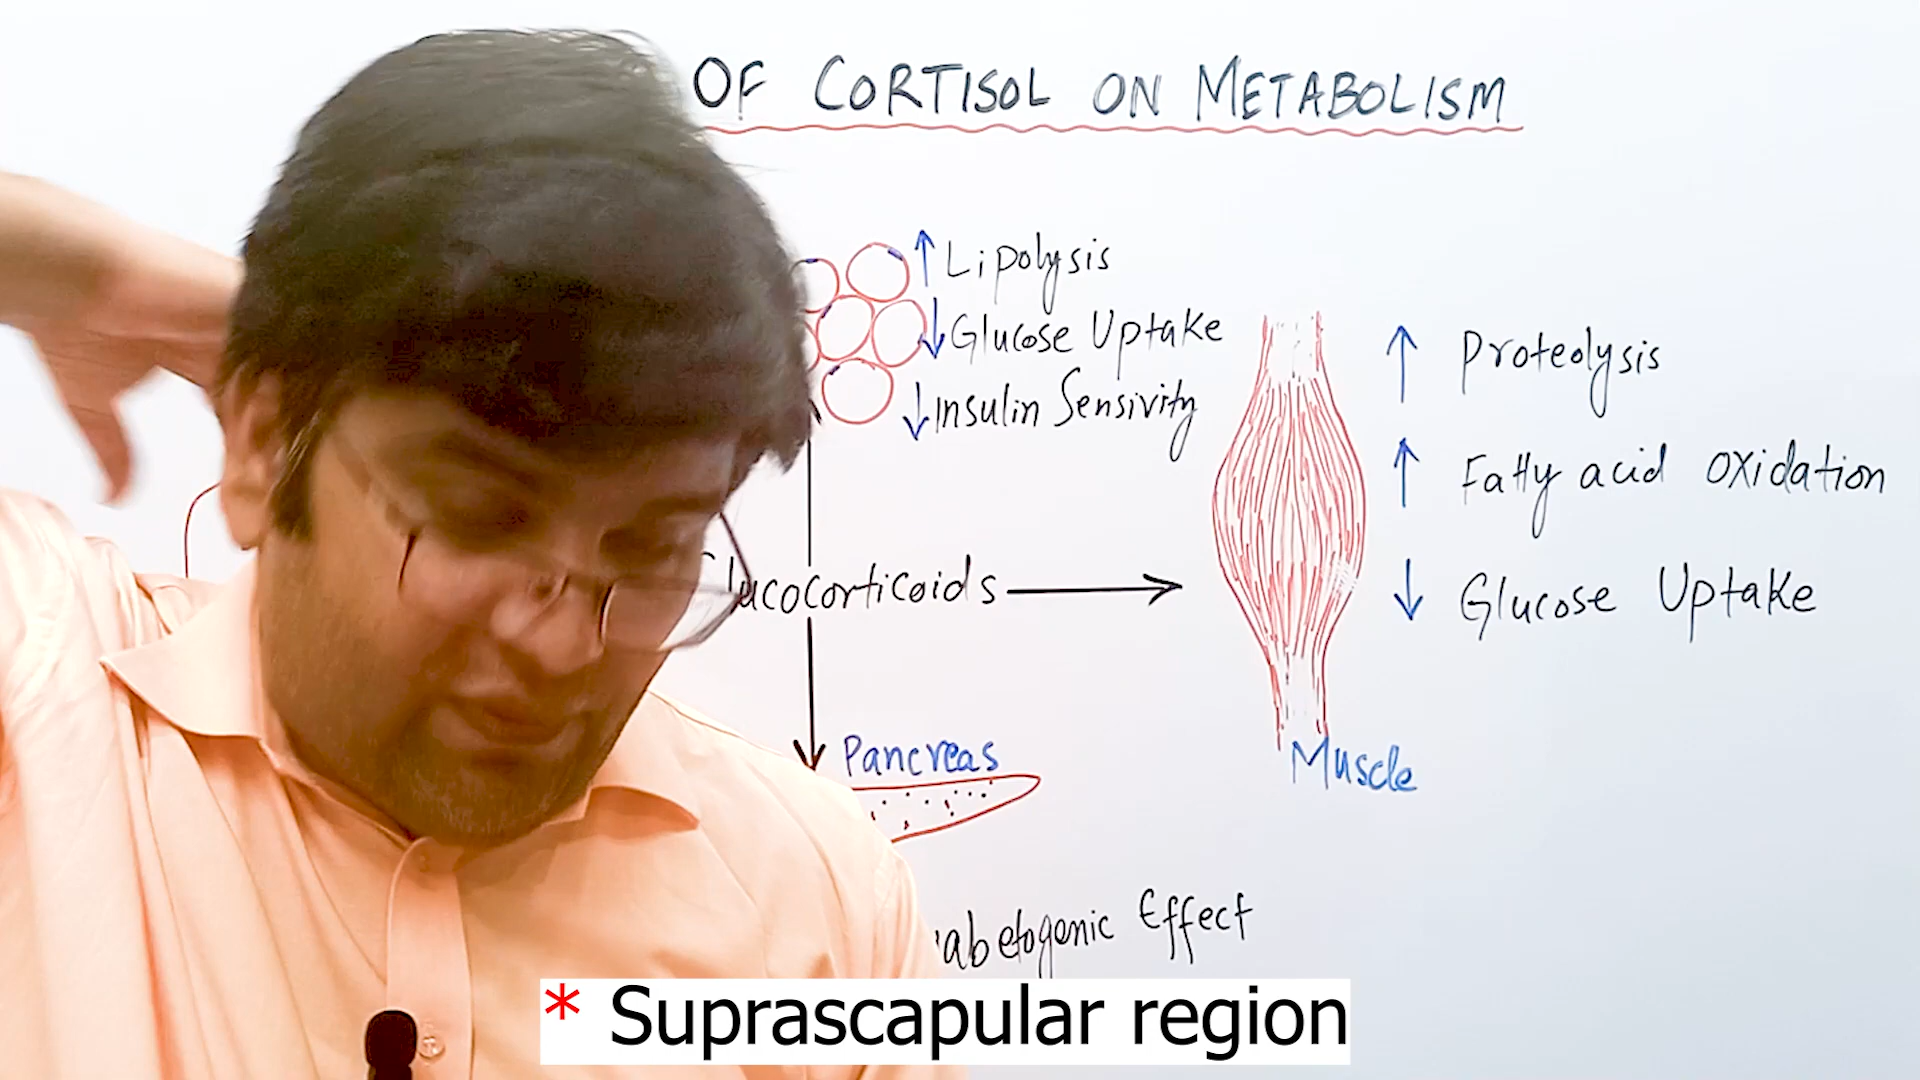 OF CORTISOL ON METABOLISM
↑ Lipolysis
↓ Glucose Uptake
↓ Insulin Sensivity
↑ Proteolysis
↑ Fatty acid oxidation
↓ Glucose Uptake
lucocorticoids
Pancreas
Muscle
abetogenic Effect
* Suprascapular region